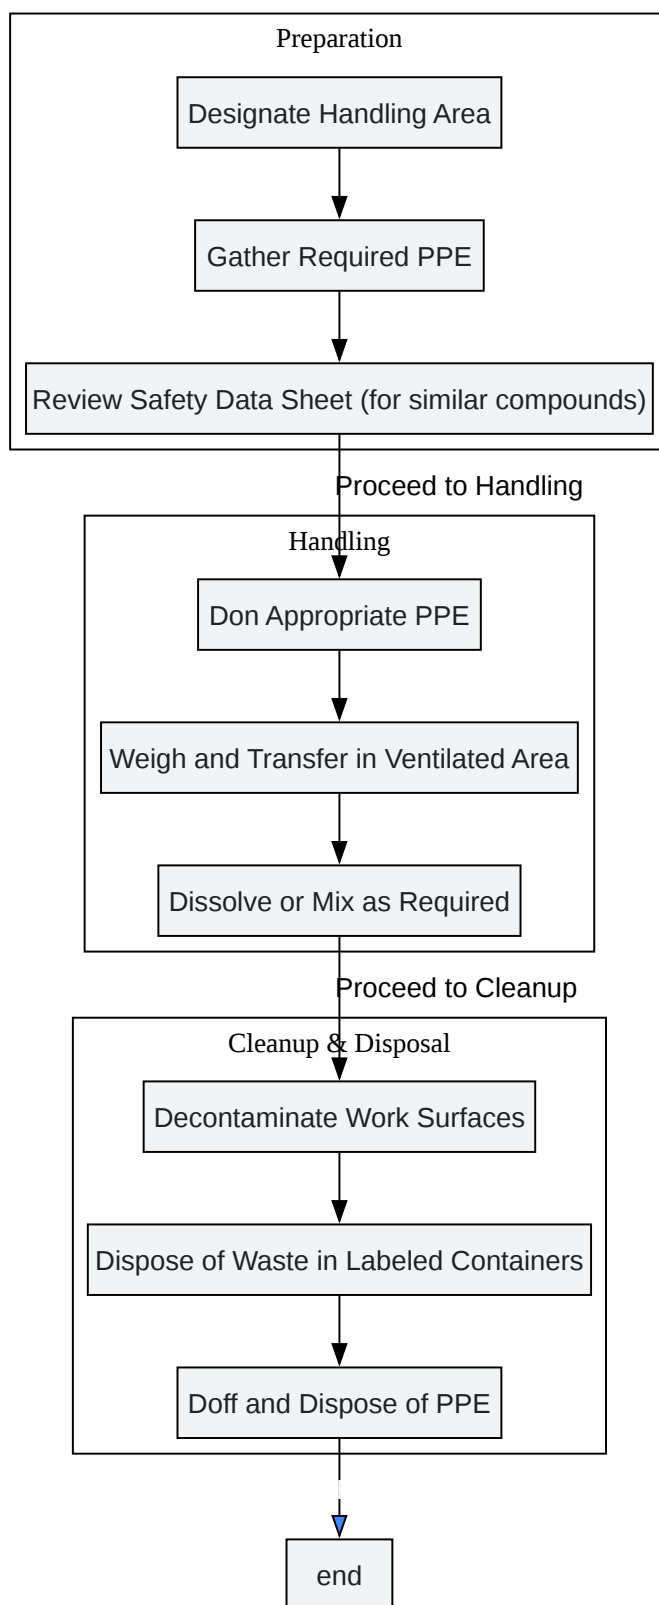 Preparation
Designate Handling Area
Gather Required PPE
Review Safety Data Sheet (for similar compounds)
Proceed to Handling
Handling
Don Appropriate PPE
Weigh and Transfer in Ventilated Area
Dissolve or Mix as Required
Proceed to Cleanup
Cleanup & Disposal
Decontaminate Work Surfaces
Dispose of Waste in Labeled Containers
Doff and Dispose of PPE
end